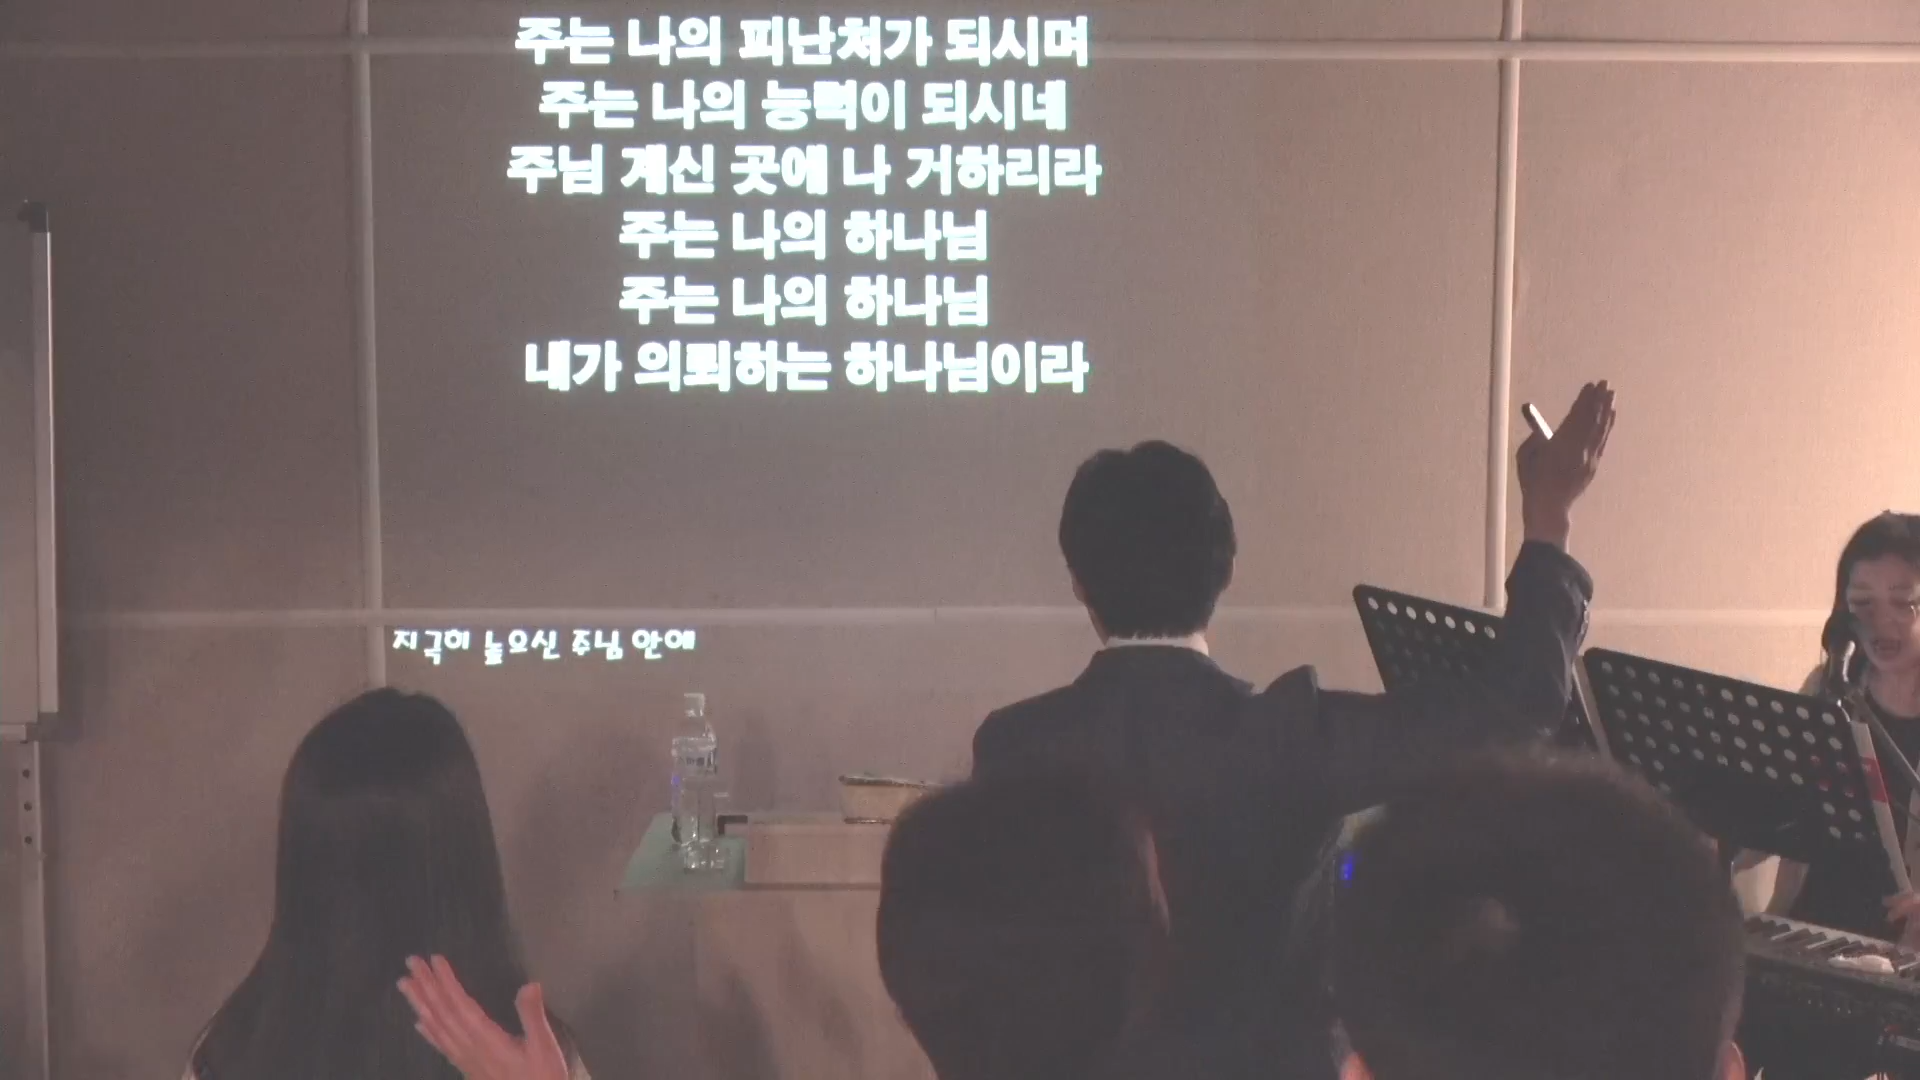 주는 나의 피난처가 되시며
주는 나의 능력이 되시네
주님 계신 곳에 나 거하리라
주는 나의 하나님
주는 나의 하나님
내가 의뢰하는 하나님이라
지극히 높으신 주님 안에